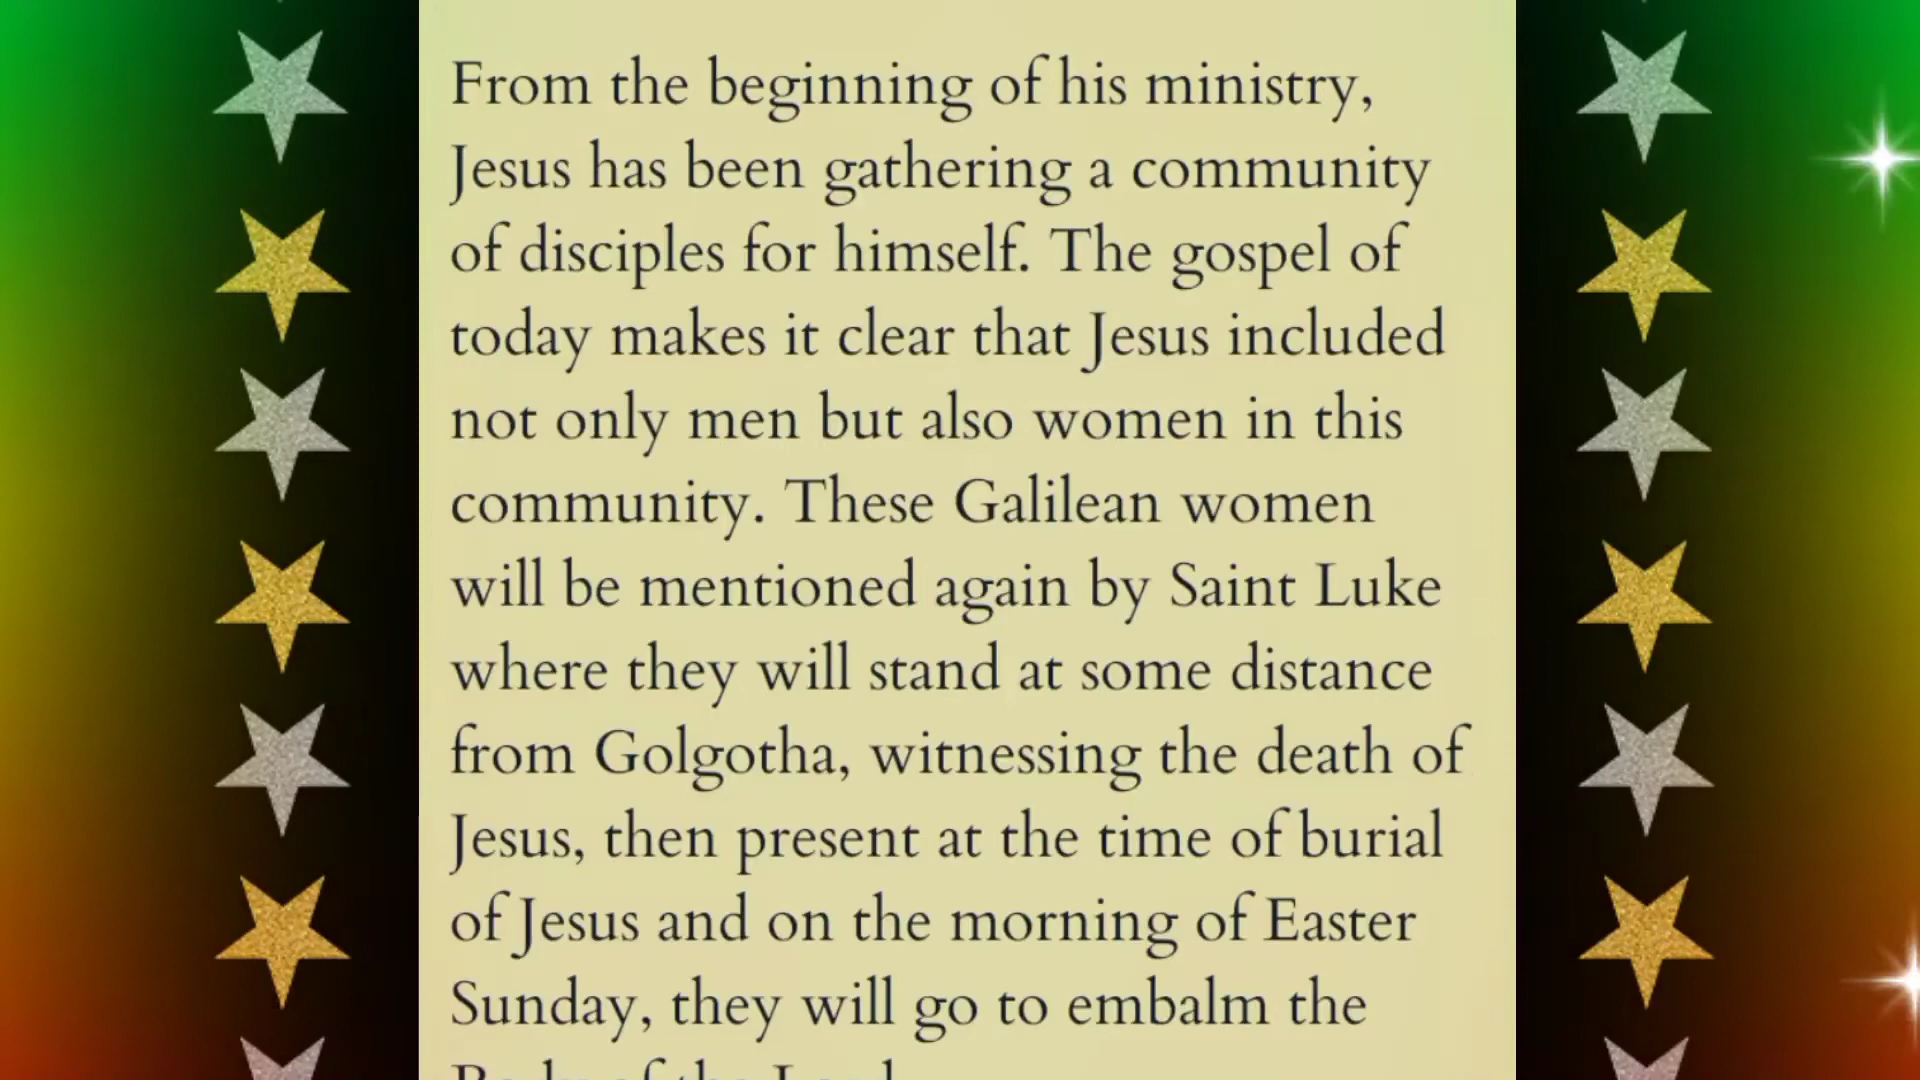 From the beginning of his ministry,
Jesus has been gathering a community
of disciples for himself. The gospel of
today makes it clear that Jesus included
not only men but also women in this
community. These Galilean women
will be mentioned again by Saint Luke
where they will stand at some distance
from Golgotha, witnessing the death of
Jesus, then present at the time of burial
of Jesus and on the morning of Easter
Sunday, they will go to embalm the
Body of the Lord